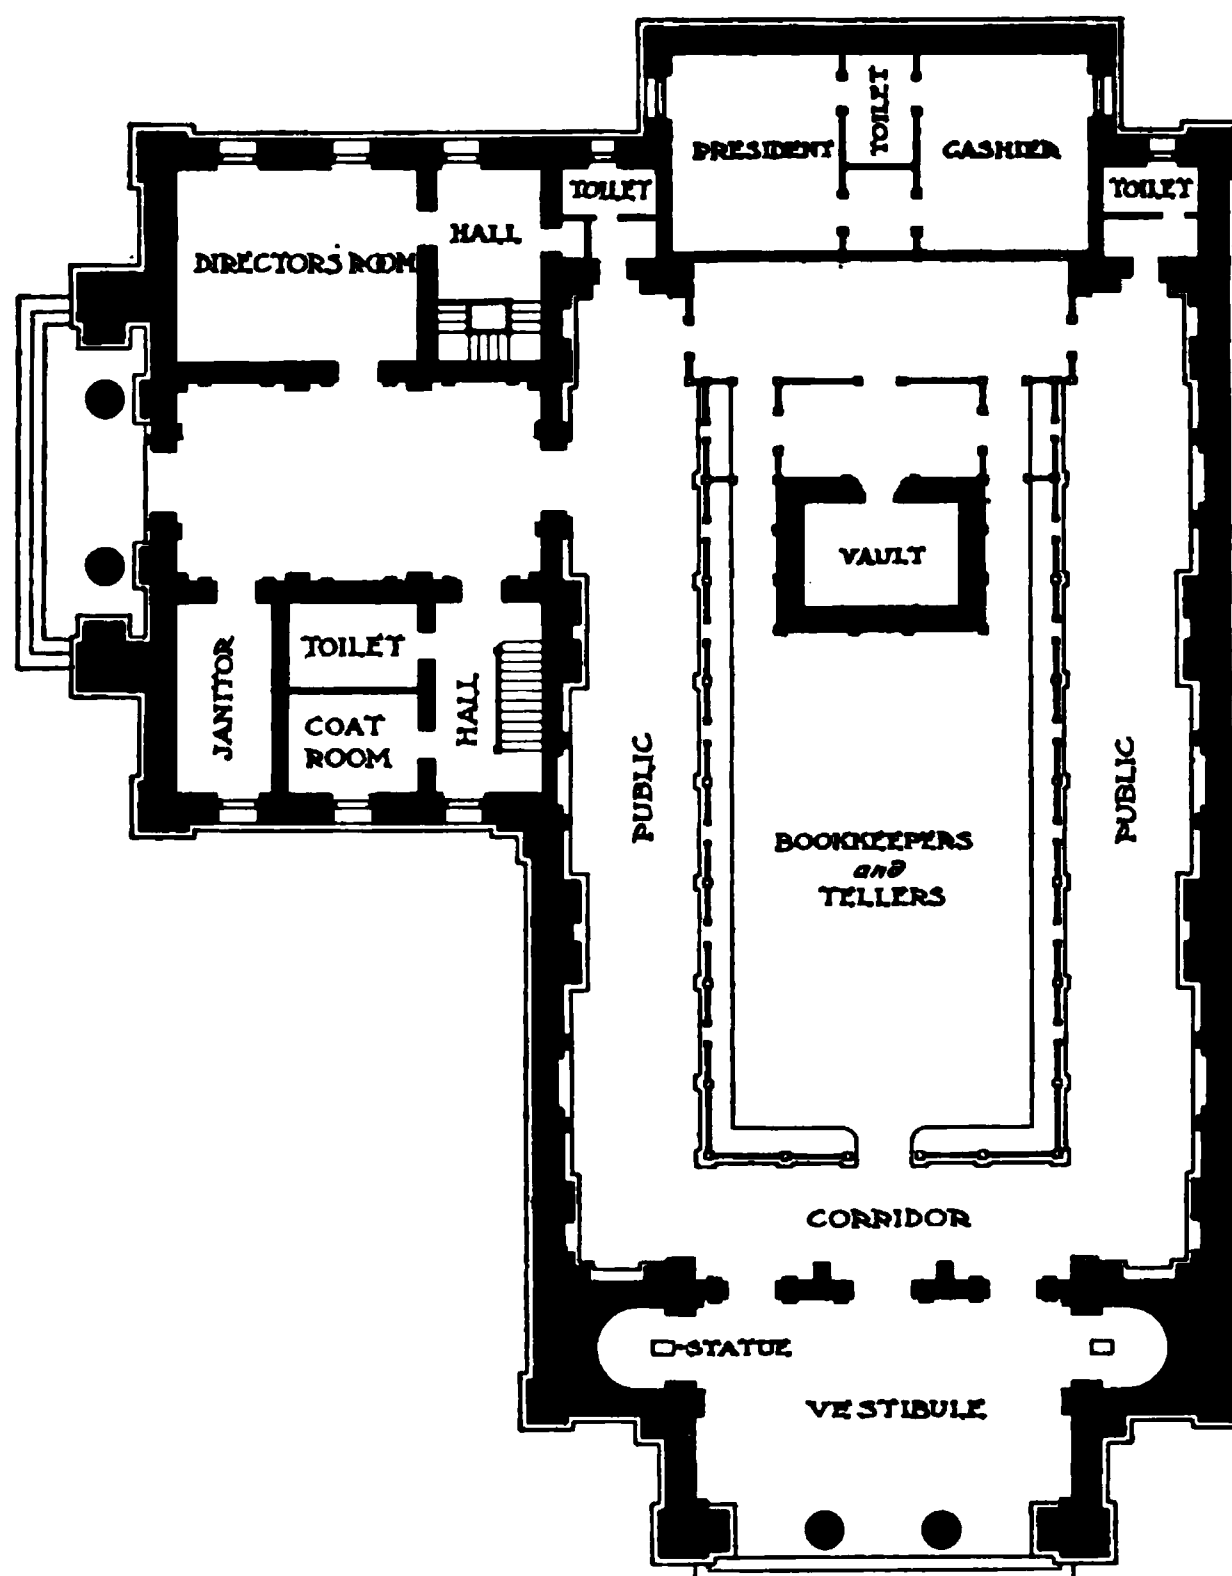 TOILET
PRESIDENT
CASHIER
TOILET
TOILET
HALL
DIRECTORS ROOM
VAULT
JANITOR
TOILET
HALL
COAT
ROOM
PUBLIC
PUBLIC
BOOKKEEPERS
and
TELLERS
CORRIDOR
STATUE
VESTIBULE